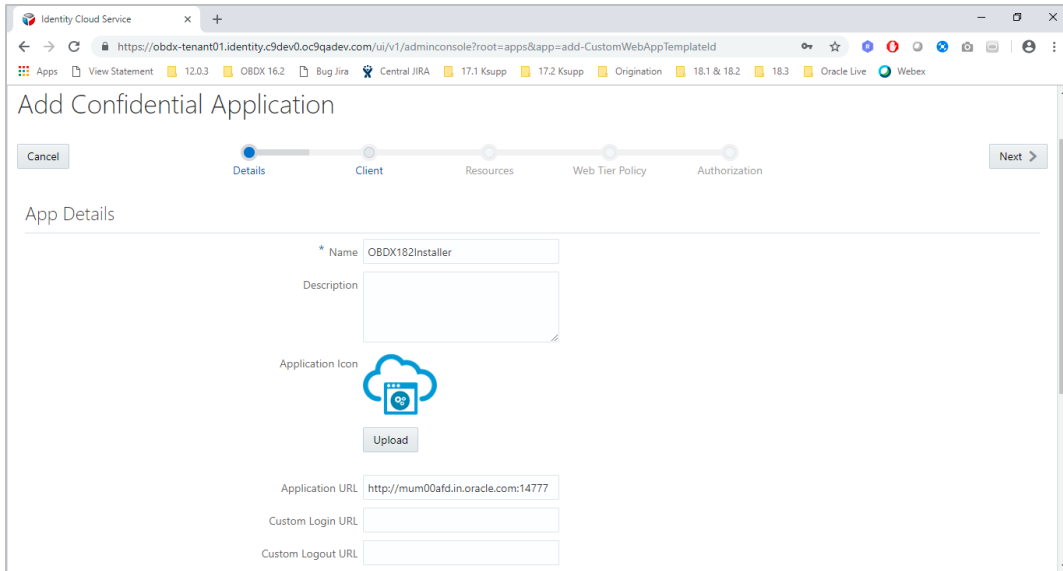 Identity Cloud Service
https://obdx-tenant01.identity.c9dev0.oc9qadev.com/ui/v1/adminconsole?root=apps&app=add-CustomWebAppTemplateId
Apps View Statement 12.0.3 OBDX 16.2 Bug Jira Central JIRA 17.1 Ksupp 17.2 Ksupp Origination 18.1 & 18.2 18.3 Oracle Live Webex
Add Confidential Application
Cancel
Details Client Resources Web Tier Policy Authorization
Next
App Details
* Name OBDX182Installer
Description
Application Icon
Upload
Application URL http://mum00afd.in.oracle.com:14777
Custom Login URL
Custom Logout URL